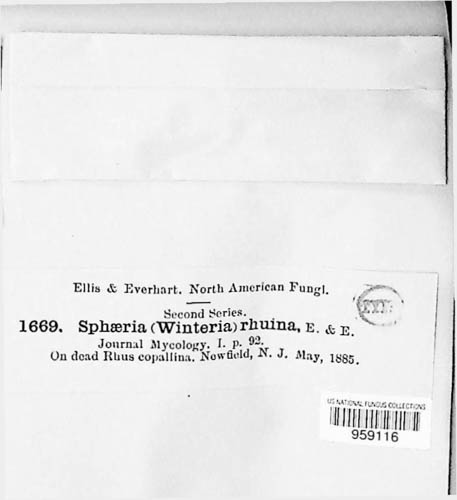 Ellis & Everhart. North American Fungi.
Second Series.
1669. Sphæria (Winteria) rhuina, E. & E.
Journal Mycology, I. p. 92.
On dead Rhus copallina. Newfield, N. J. May, 1885.
US NATIONAL FUNGUS COLLECTIONS
959116